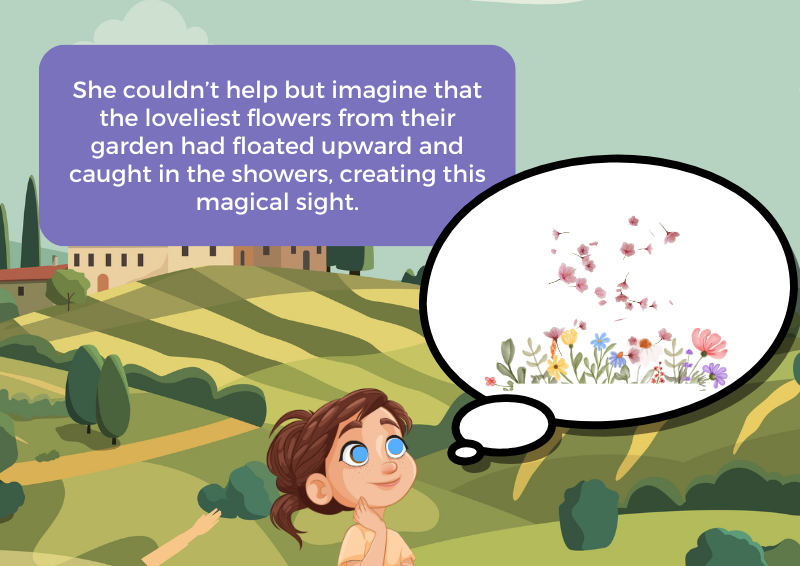 She couldn’t help but imagine that
the loveliest flowers from their
garden had floated upward and
caught in the showers, creating this
magical sight.